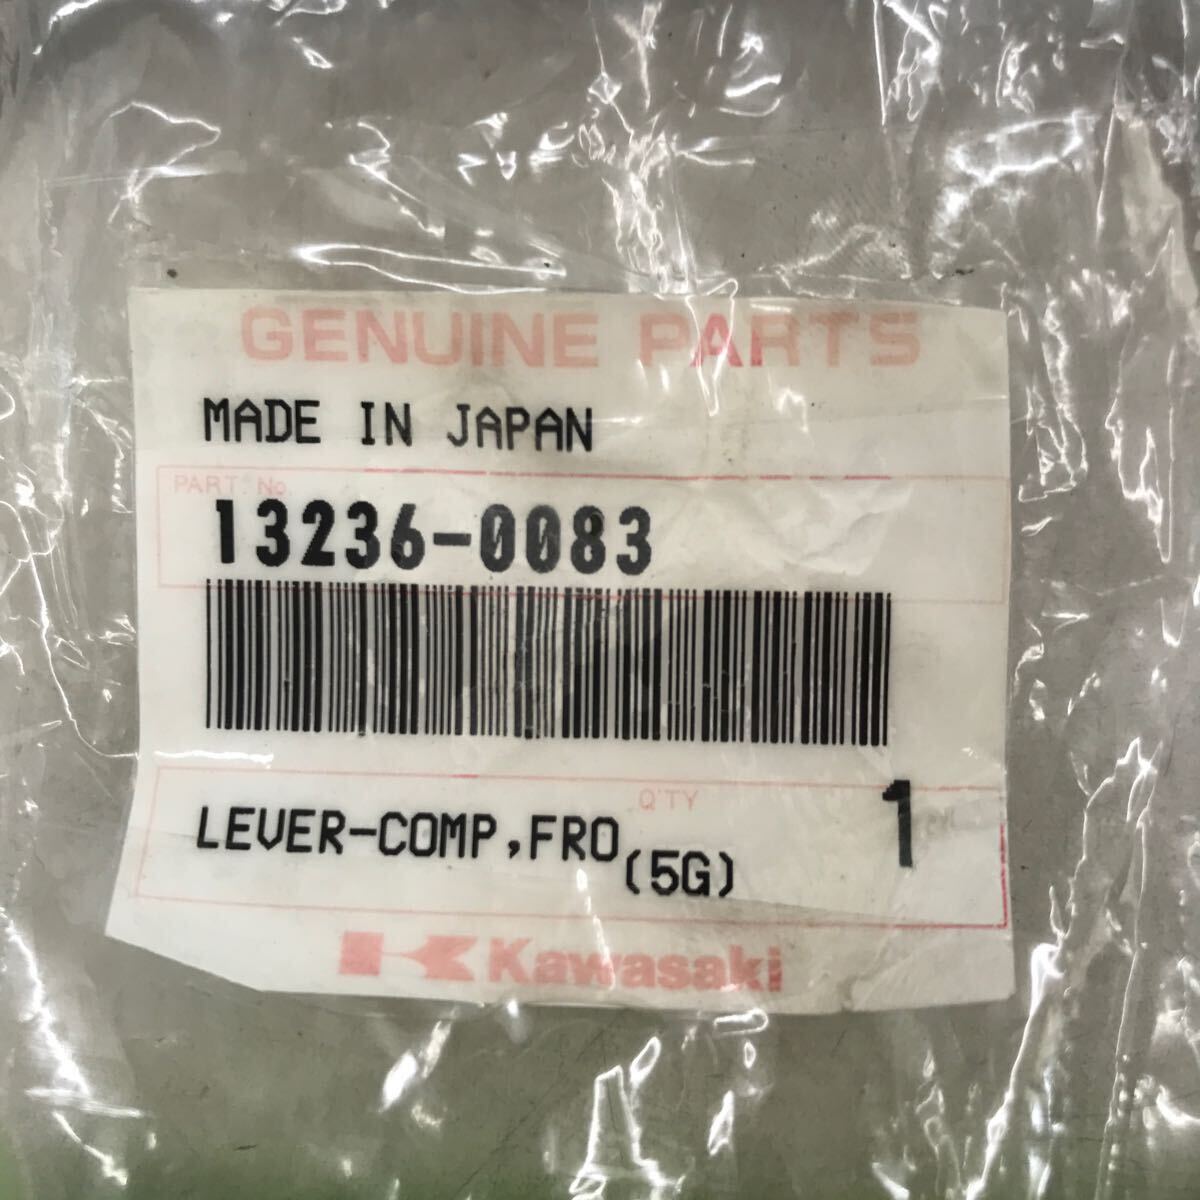 GENUINE PARTS
MADE IN JAPAN
PART No.
13236-0083
Q'TY
LEVER-COMP,FRO (5G) 1
Kawasaki